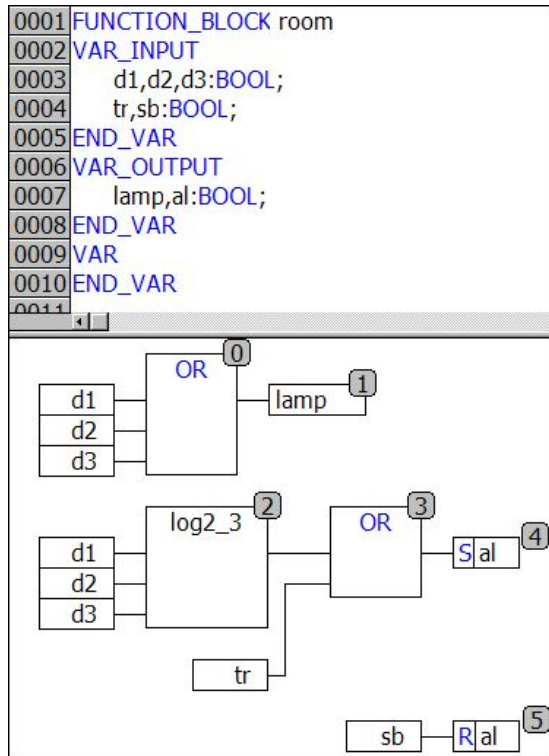 0001 FUNCTION_BLOCK room
0002 VAR_INPUT
0003 d1,d2,d3:BOOL;
0004 tr,sb:BOOL;
0005 END_VAR
0006 VAR_OUTPUT
0007 lamp,al:BOOL;
0008 END_VAR
0009 VAR
0010 END_VAR
0011
OR 0
d1 lamp 1
d2
d3
log2_3 2 OR 3
d1 S al 4
d2
d3
tr
sb R al 5